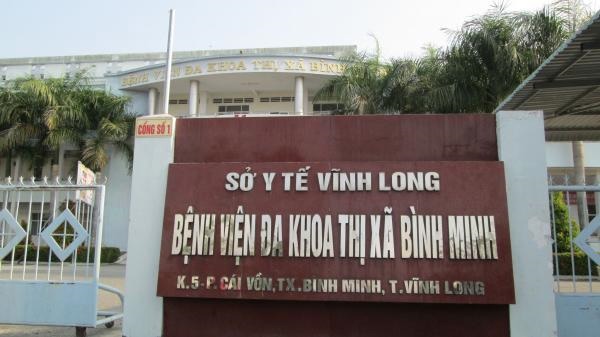 BỆNH VIỆN ĐA KHOA THỊ XÃ BÌNH
CỔNG SỐ 1
SỞ Y TẾ VĨNH LONG
BỆNH VIỆN ĐA KHOA THỊ XÃ BÌNH MINH
K.5-P. CÁI VỒN,TX.BÌNH MINH, T.VĨNH LONG